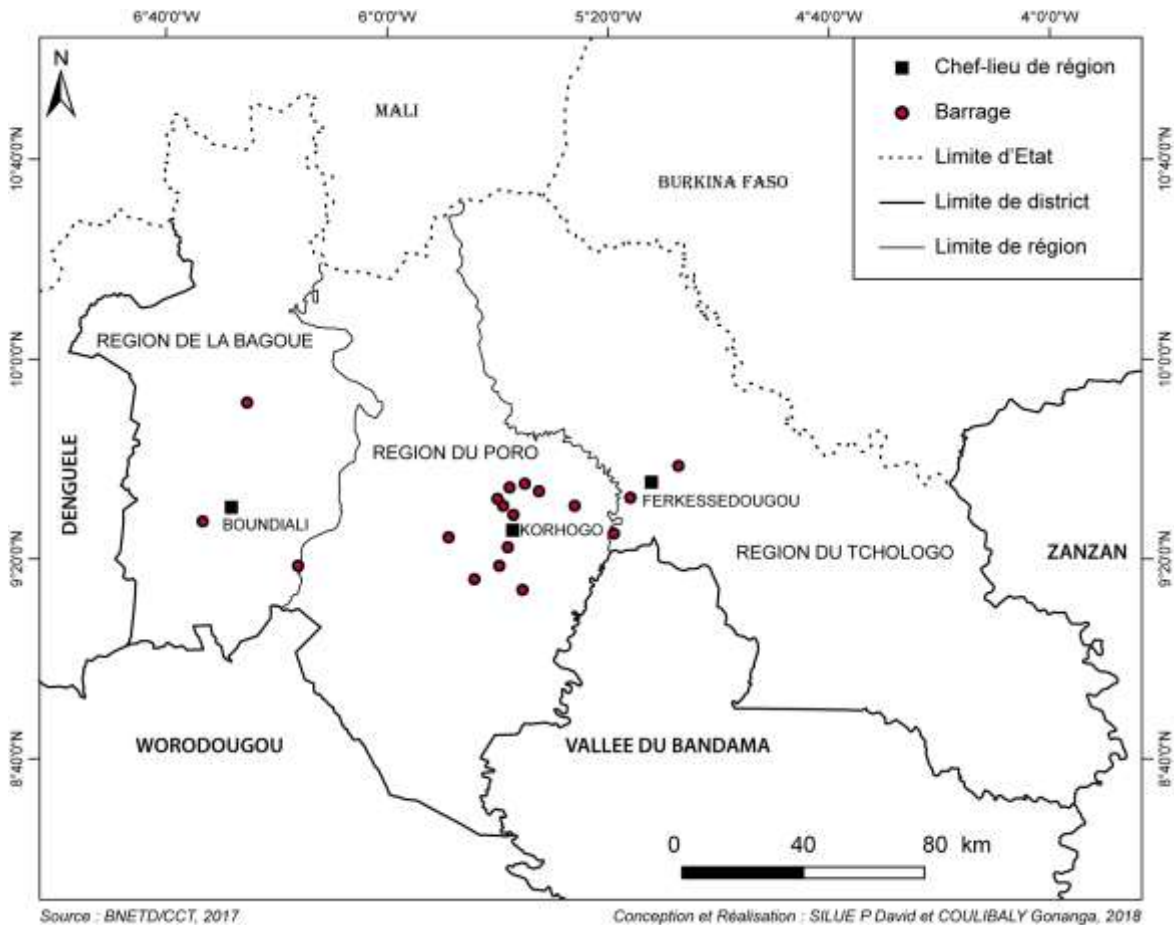 6°40'0"O 6°0'0"O 5°20'0"O 4°40'0"O 4°0'0"O
N
Chef-lieu de région
Barrage
Limite d'Etat
Limite de district
Limite de région
MALI
BURKINA FASO
10°40'0"N 10°40'0"N
REGION DE LA BAGOUE
10°0'0"N 10°0'0"N
REGION DU PORO
DENGUELE
FERKESSEDOUGOU
BOUNDIALI
KORHOGO
REGION DU TCHOLOGO
ZANZAN
9°20'0"N 9°20'0"N
WORODOUGOU
VALLEE DU BANDAMA
8°40'0"N 8°40'0"N
0 40 80 km
Source : BNETD/CCT, 2017
Conception et Réalisation : SILUE P David et COULIBALY Gonanga, 2018